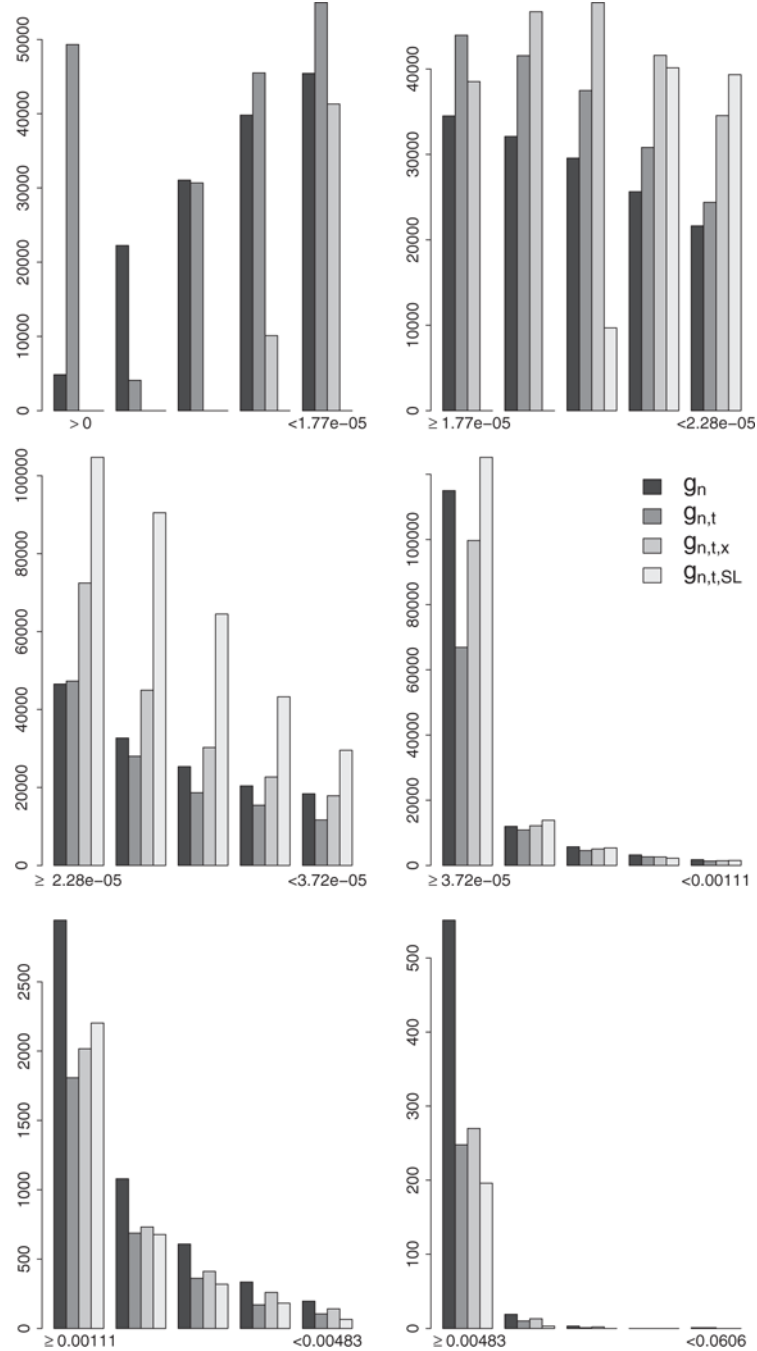 0 10000 20000 30000 40000 50000
> 0 <1.77e−05
0 10000 20000 30000 40000
≥ 1.77e−05 <2.28e−05
0 20000 40000 60000 80000 100000
≥ 2.28e−05 <3.72e−05
0 20000 40000 60000 80000 100000
gn
gn,t
gn,t,x
gn,t,SL
≥ 3.72e−05 <0.00111
0 500 1000 1500 2000 2500
≥ 0.00111 <0.00483
0 100 200 300 400 500
≥ 0.00483 <0.0606